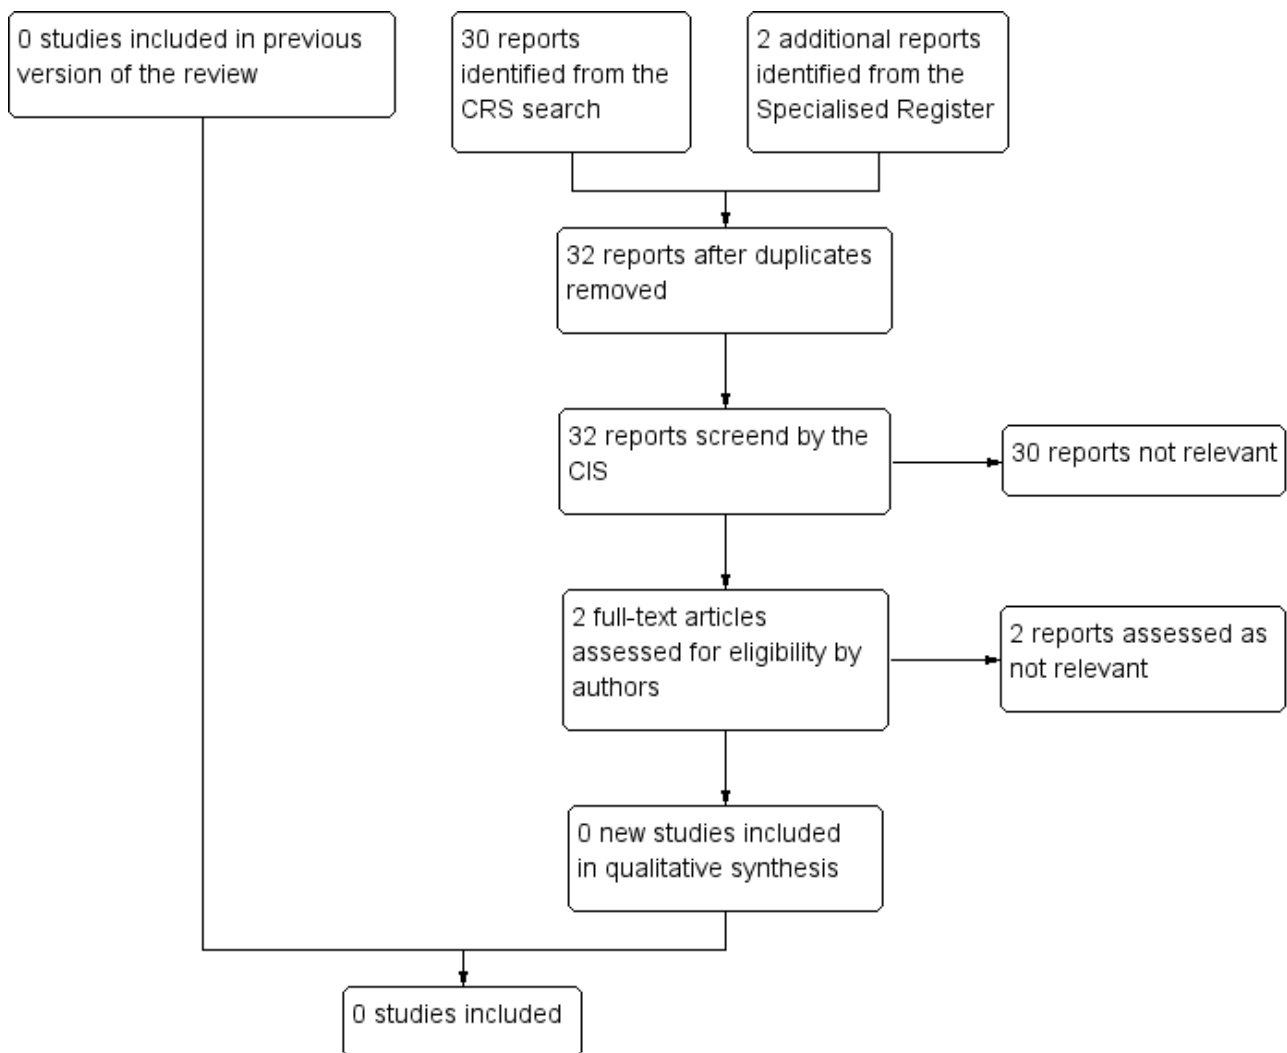 0 studies included in previous
version of the review
30 reports
identified from the
CRS search
2 additional reports
identified from the
Specialised Register
32 reports after duplicates
removed
32 reports screend by the
CIS
30 reports not relevant
2 full-text articles
assessed for eligibility by
authors
2 reports assessed as
not relevant
0 new studies included
in qualitative synthesis
0 studies included